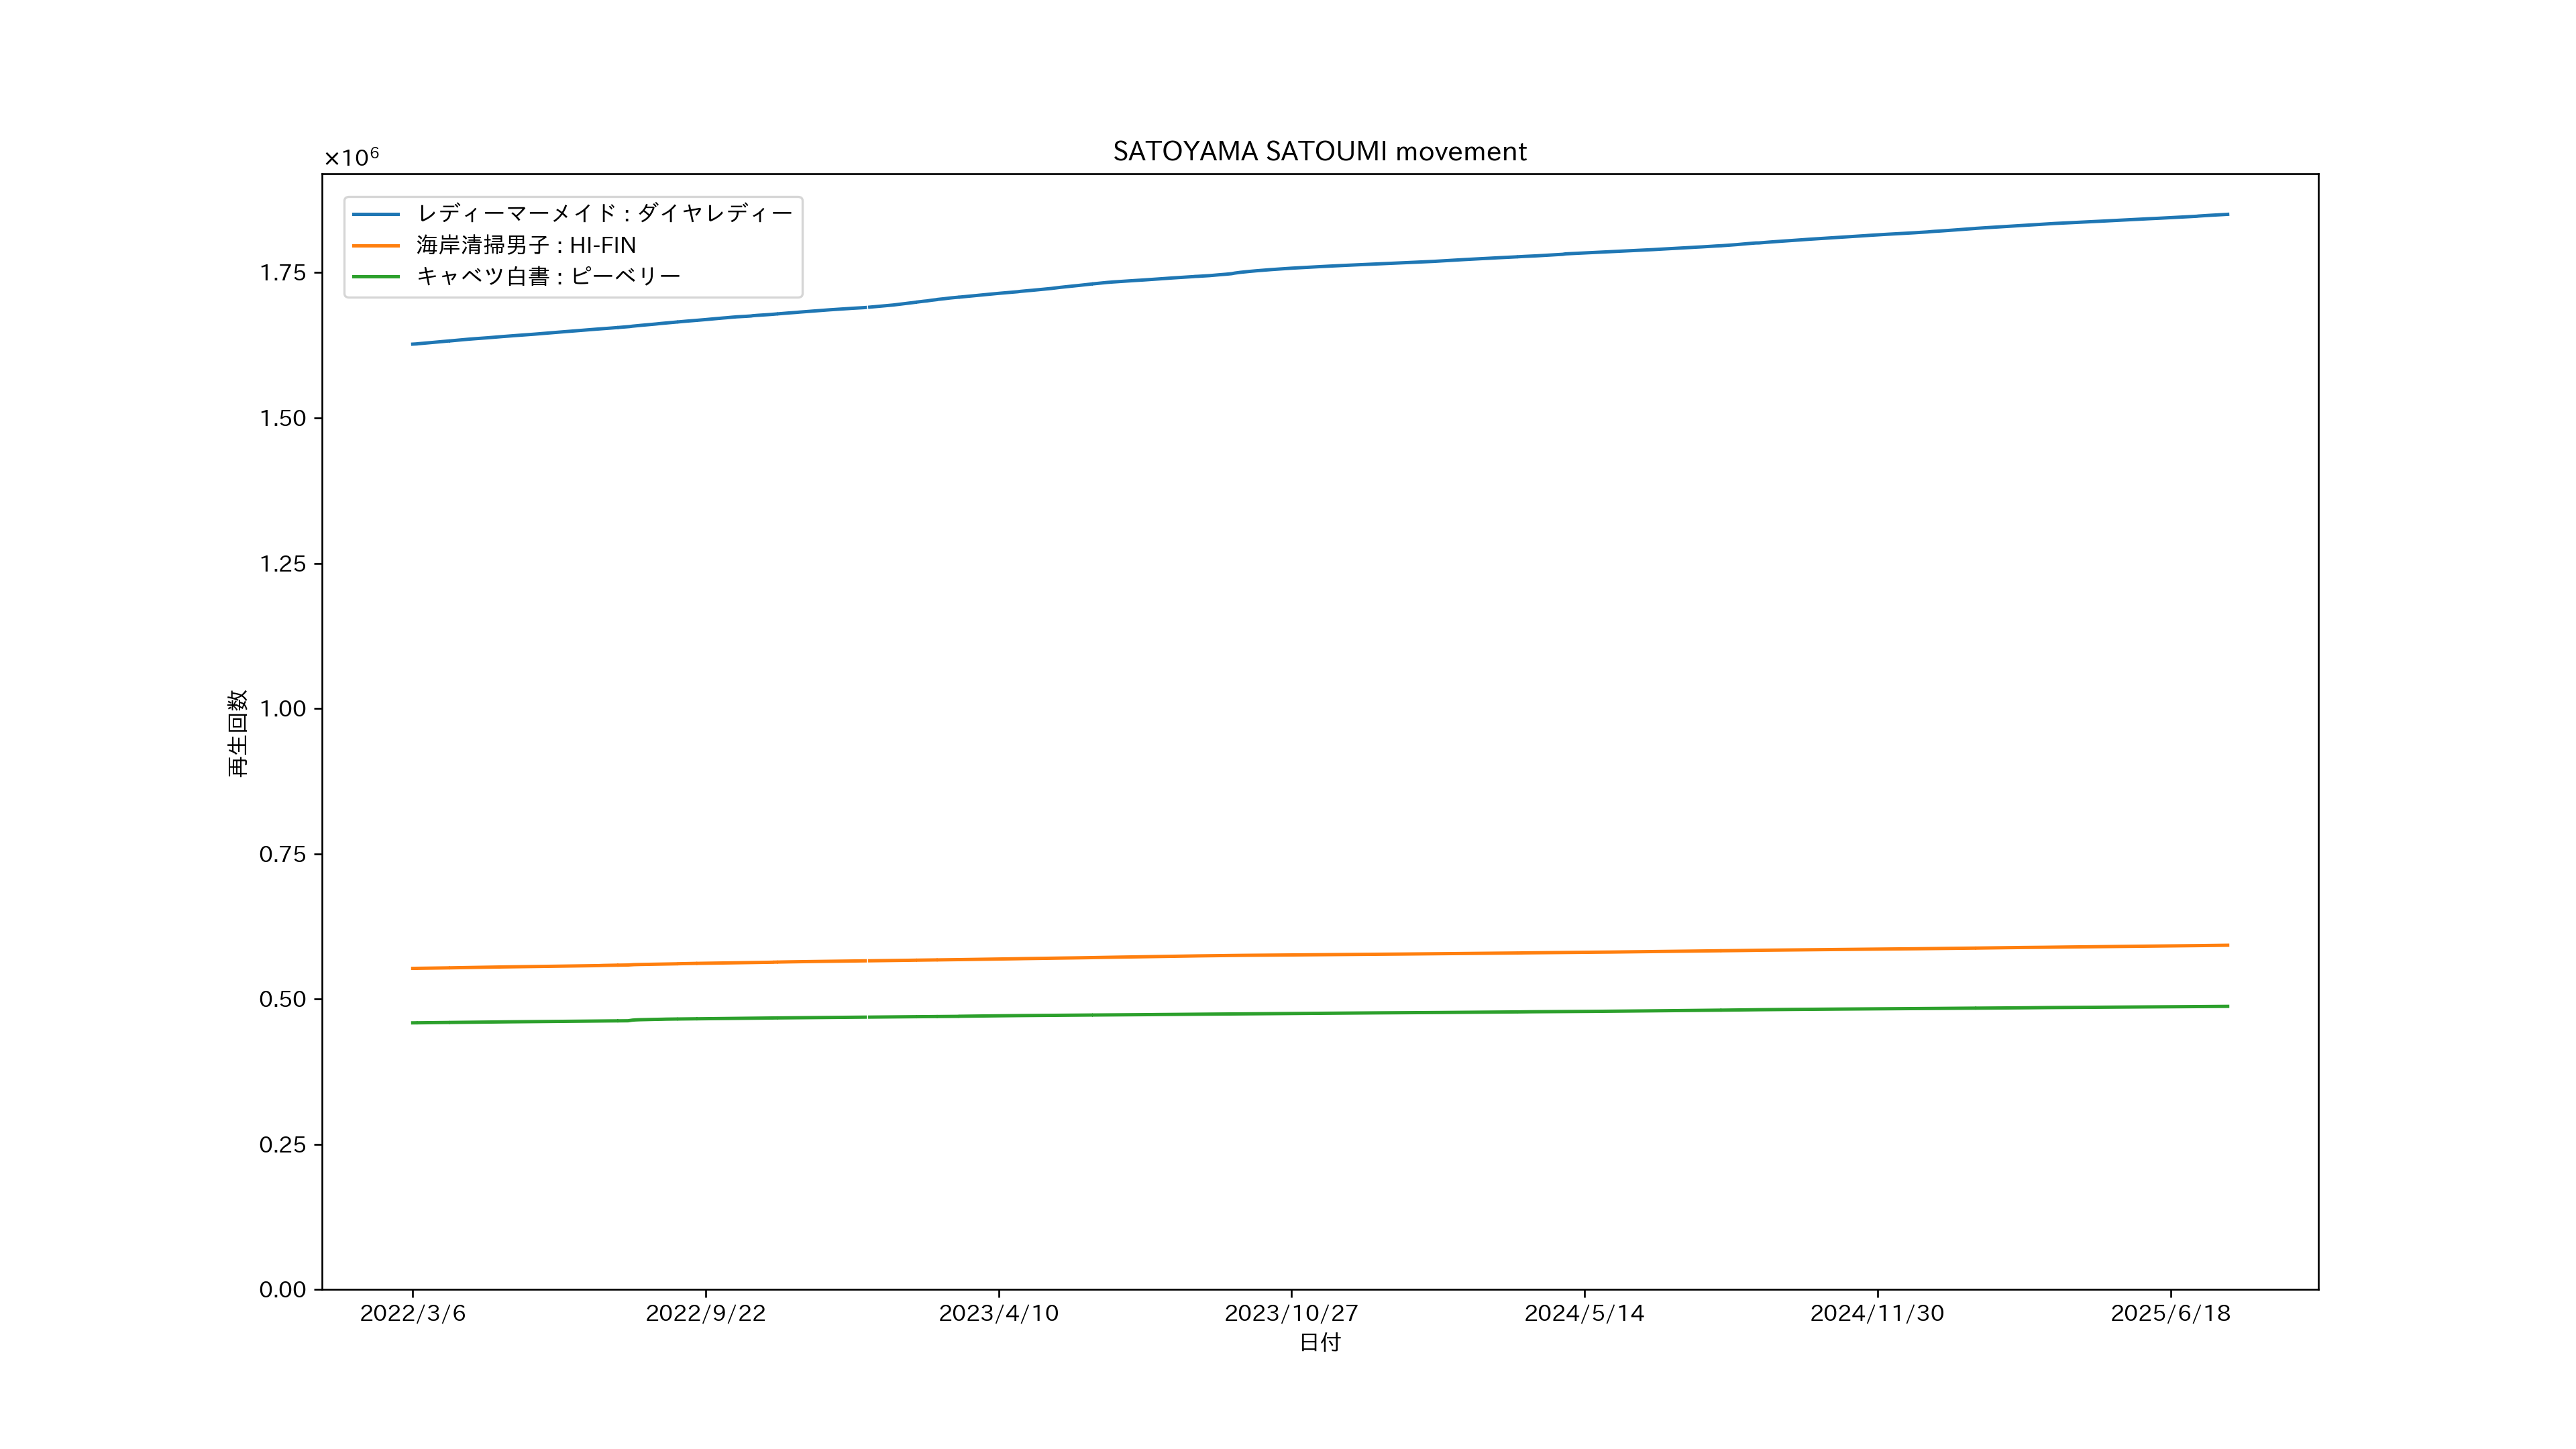 SATOYAMA SATOUMI movement
×10⁶
レディーマーメイド : ダイヤレディー
海岸清掃男子 : HI-FIN
キャベツ白書 : ピーベリー
1.75
1.50
1.25
1.00
0.75
0.50
0.25
0.00
再生回数
2022/3/6 2022/9/22 2023/4/10 2023/10/27 2024/5/14 2024/11/30 2025/6/18
日付